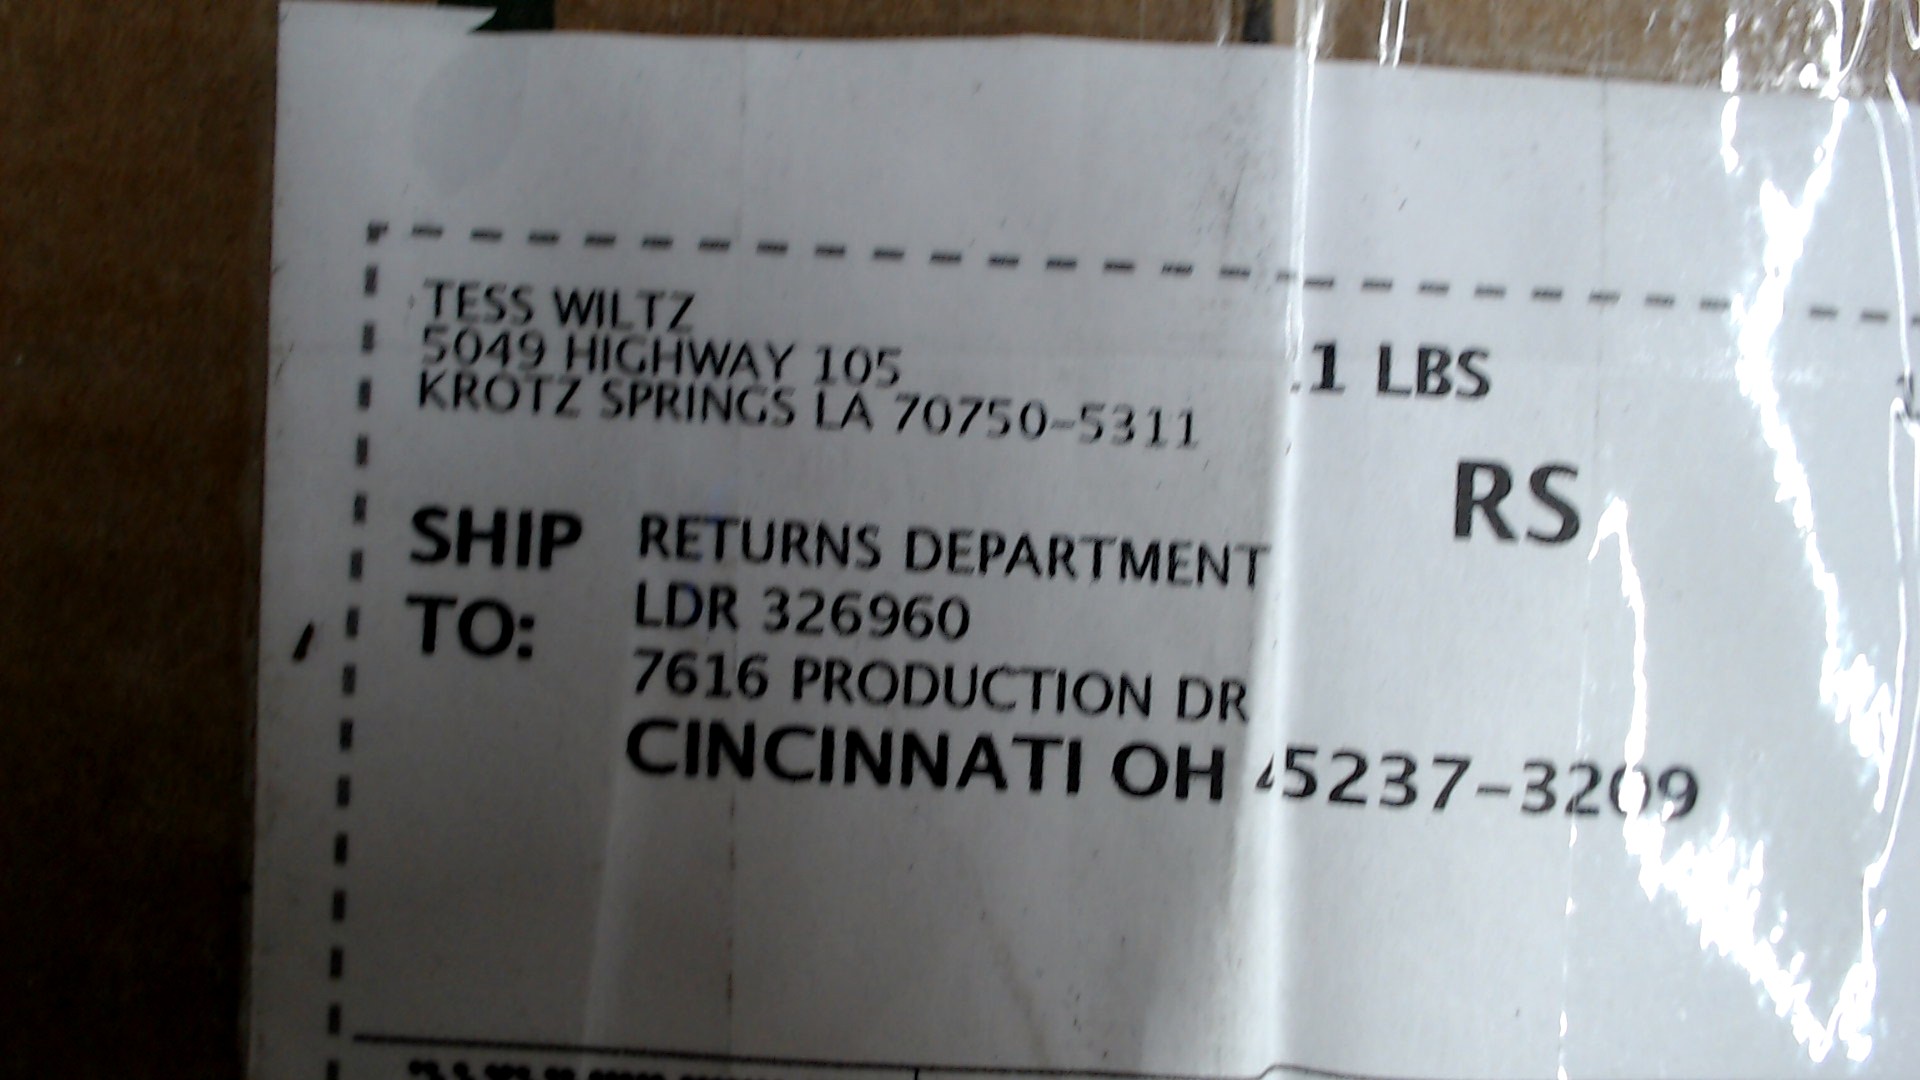 TESS WILTZ
5049 HIGHWAY 105
KROTZ SPRINGS LA 70750-5311
.1 LBS
RS
SHIP TO:
RETURNS DEPARTMENT
LDR 326960
7616 PRODUCTION DR
CINCINNATI OH 45237-3209